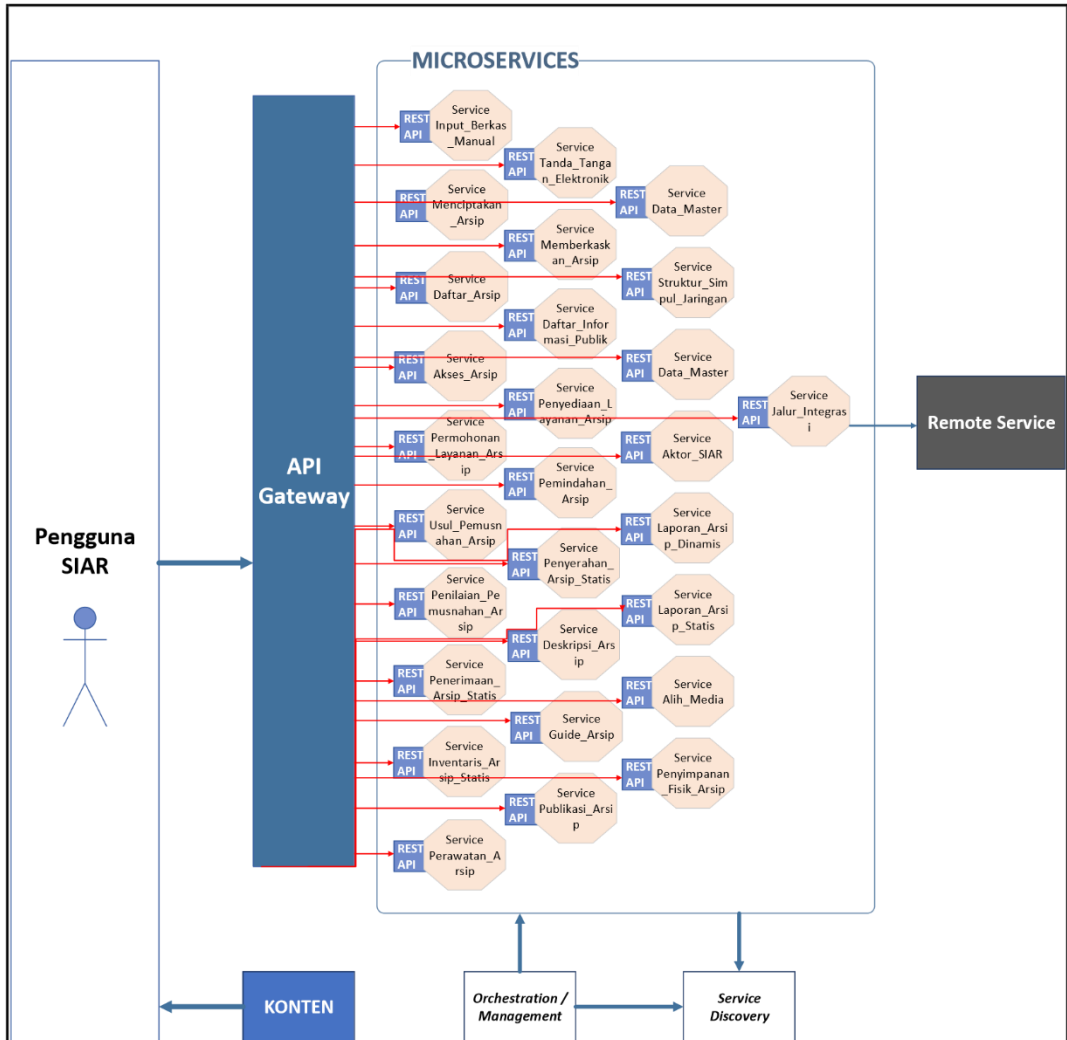 MICROSERVICES
Pengguna
SIAR
API
Gateway
REST
API
Service
Input_Berkas
_Manual
REST
API
Service
Tanda_Tanga
n_Elektronik
REST
API
Service
Menciptakan
_Arsip
REST
API
Service
Data_Master
REST
API
Service
Memberkask
an_Arsip
REST
API
Service
Daftar_Arsip
REST
API
Service
Struktur_Sim
pul_Jaringan
REST
API
Service
Daftar_Infor
masi_Publik
REST
API
Service
Akses_Arsip
REST
API
Service
Data_Master
REST
API
Service
Penyediaan_L
ayanan_Arsip
REST
API
Service
Jalur_Integras
i
Remote Service
REST
API
Service
Permohonan
_Layanan_Ars
ip
REST
API
Service
Aktor_SIAR
REST
API
Service
Pemindahan_
Arsip
REST
API
Service
Usul_Pemusn
ahan_Arsip
REST
API
Service
Laporan_Arsi
p_Dinamis
REST
API
Service
Penyerahan_
Arsip_Statis
REST
API
Service
Penilaian_Pe
musnahan_Ar
sip
REST
API
Service
Laporan_Arsi
p_Statis
REST
API
Service
Deskripsi_Ars
ip
REST
API
Service
Penerimaan_
Arsip_Statis
REST
API
Service
Alih_Media
REST
API
Service
Guide_Arsip
REST
API
Service
Inventaris_Ar
sip_Statis
REST
API
Service
Penyimpanan
_Fisik_Arsip
REST
API
Service
Publikasi_Arsi
p
REST
API
Service
Perawatan_A
rsip
KONTEN
Orchestration /
Management
Service
Discovery